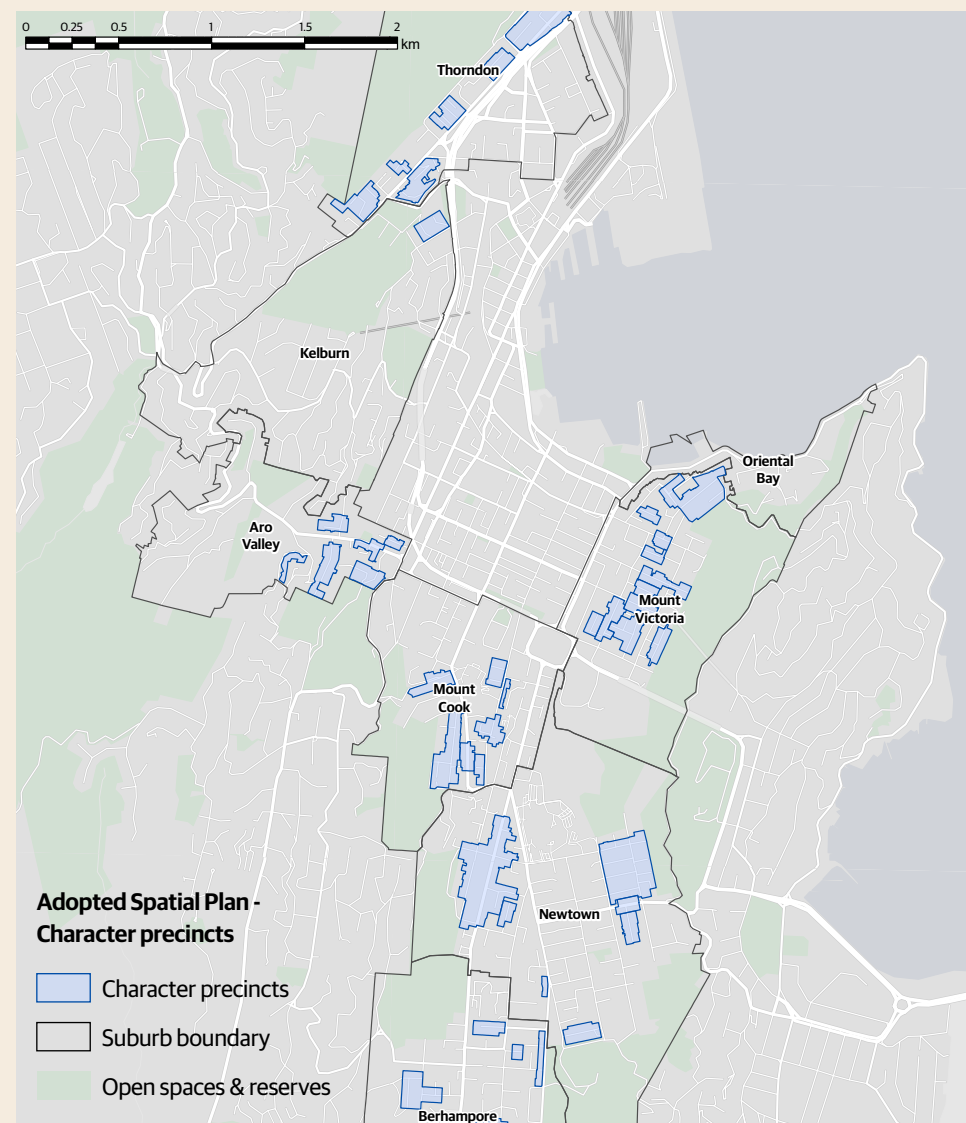 0 0.25 0.5 1 1.5 2
km
Thorndon
Kelburn
Oriental
Bay
Aro
Valley
Mount
Victoria
Mount
Cook
Newtown
Berhampore
Adopted Spatial Plan -
Character precincts
Character precincts
Suburb boundary
Open spaces & reserves